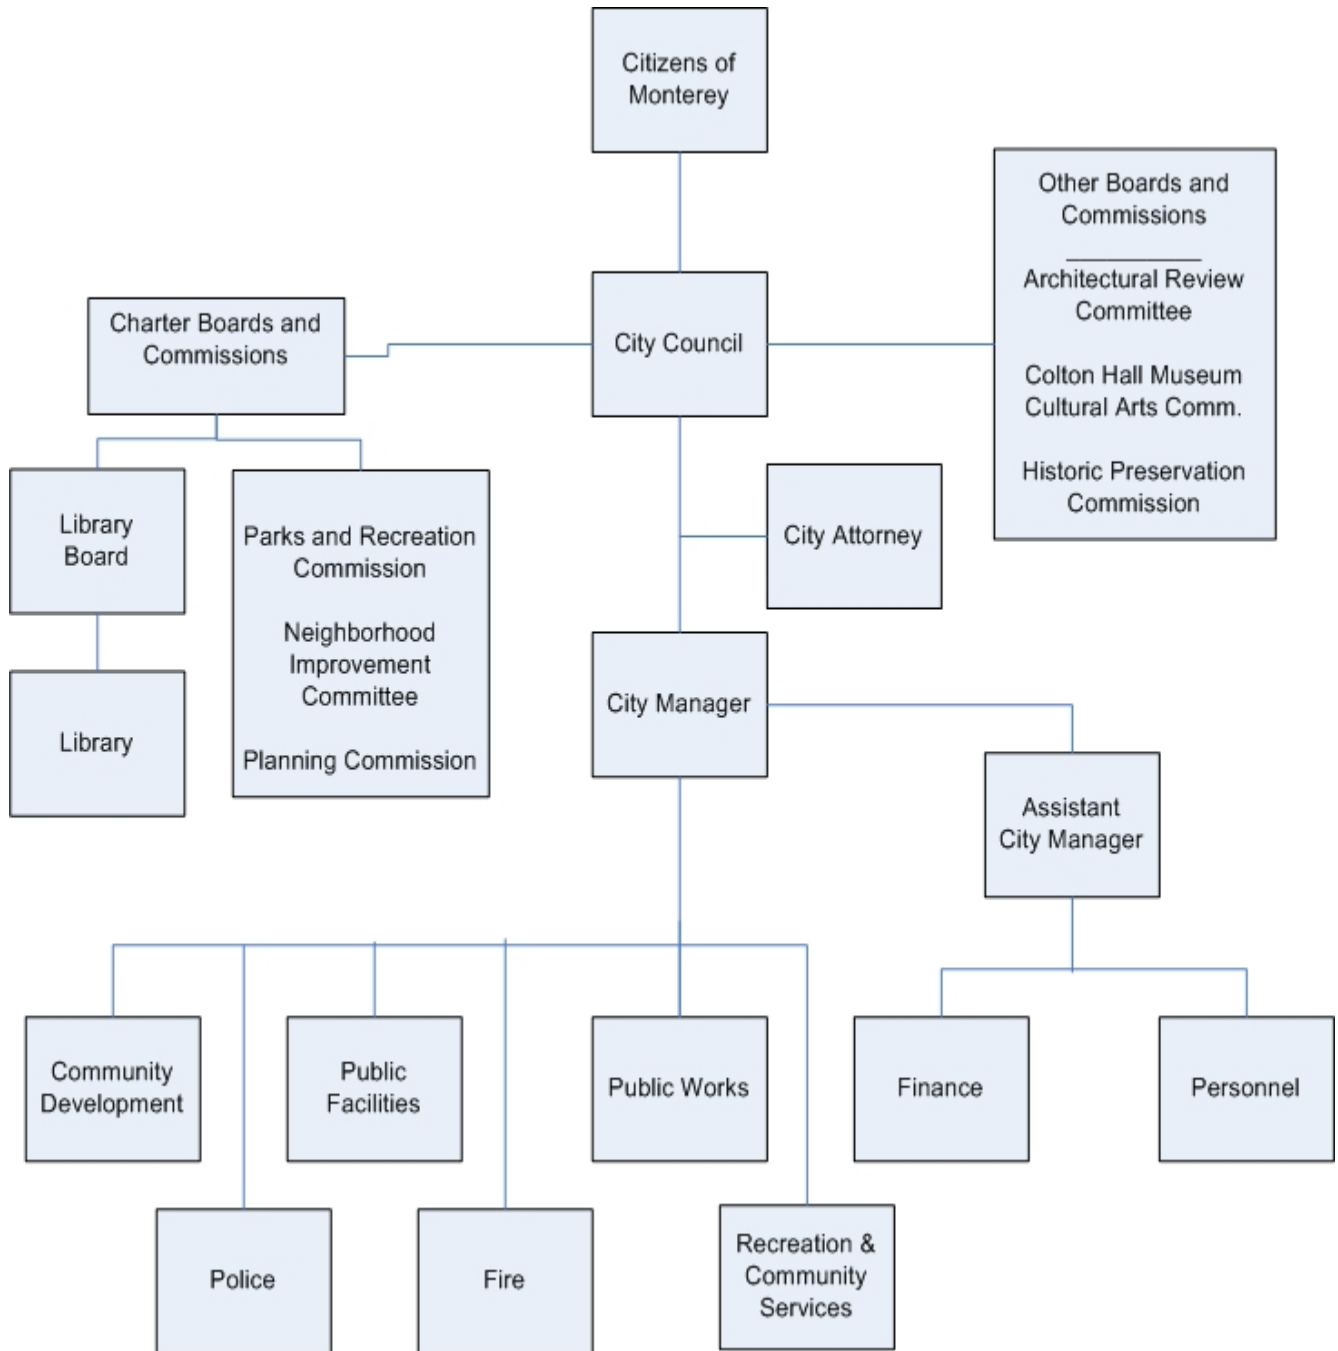 Citizens of
Monterey
Other Boards and
Commissions
Architectural Review
Committee
Colton Hall Museum
Cultural Arts Comm.
Historic Preservation
Commission
Charter Boards and
Commissions
City Council
Library
Board
Parks and Recreation
Commission
Neighborhood
Improvement
Committee
Planning Commission
City Attorney
Library
City Manager
Assistant
City Manager
Community
Development
Public
Facilities
Public Works
Finance
Personnel
Police
Fire
Recreation &
Community
Services